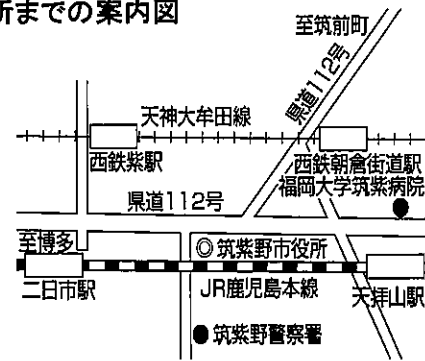 所までの案内図
至筑前町
県道112号
天神大牟田線
西鉄紫駅
西鉄朝倉街道駅
福岡大学筑紫病院
県道112号
至博多
筑紫野市役所
二日市駅
JR鹿児島本線
天拝山駅
筑紫野警察署